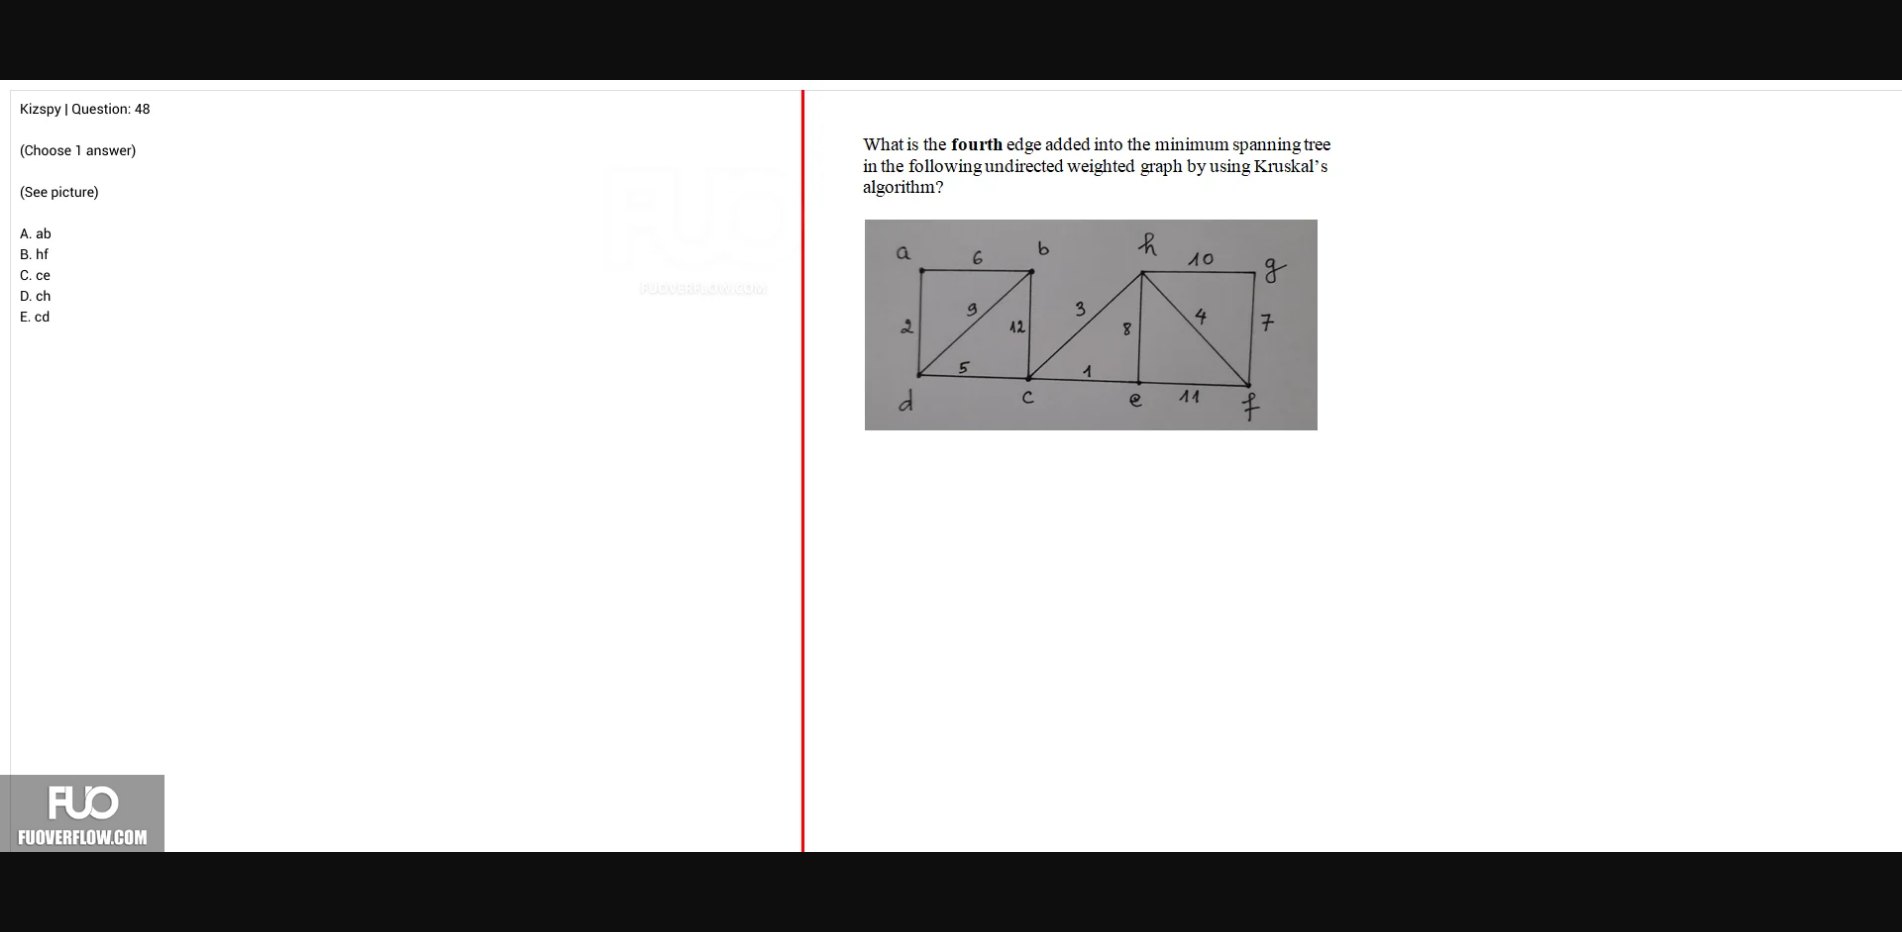 Kizspy | Question: 48
(Choose 1 answer)
(See picture)
A. ab
B. hf
C. ce
D. ch
E. cd
FUO
FUOVERFLOW.COM
What is the fourth edge added into the minimum spanning tree
in the following undirected weighted graph by using Kruskal's
algorithm?
a 6 b h 10 g
2 9 12 3 8 4 7
5 1 11
d c e f
FUO
FUOVERFLOW.COM